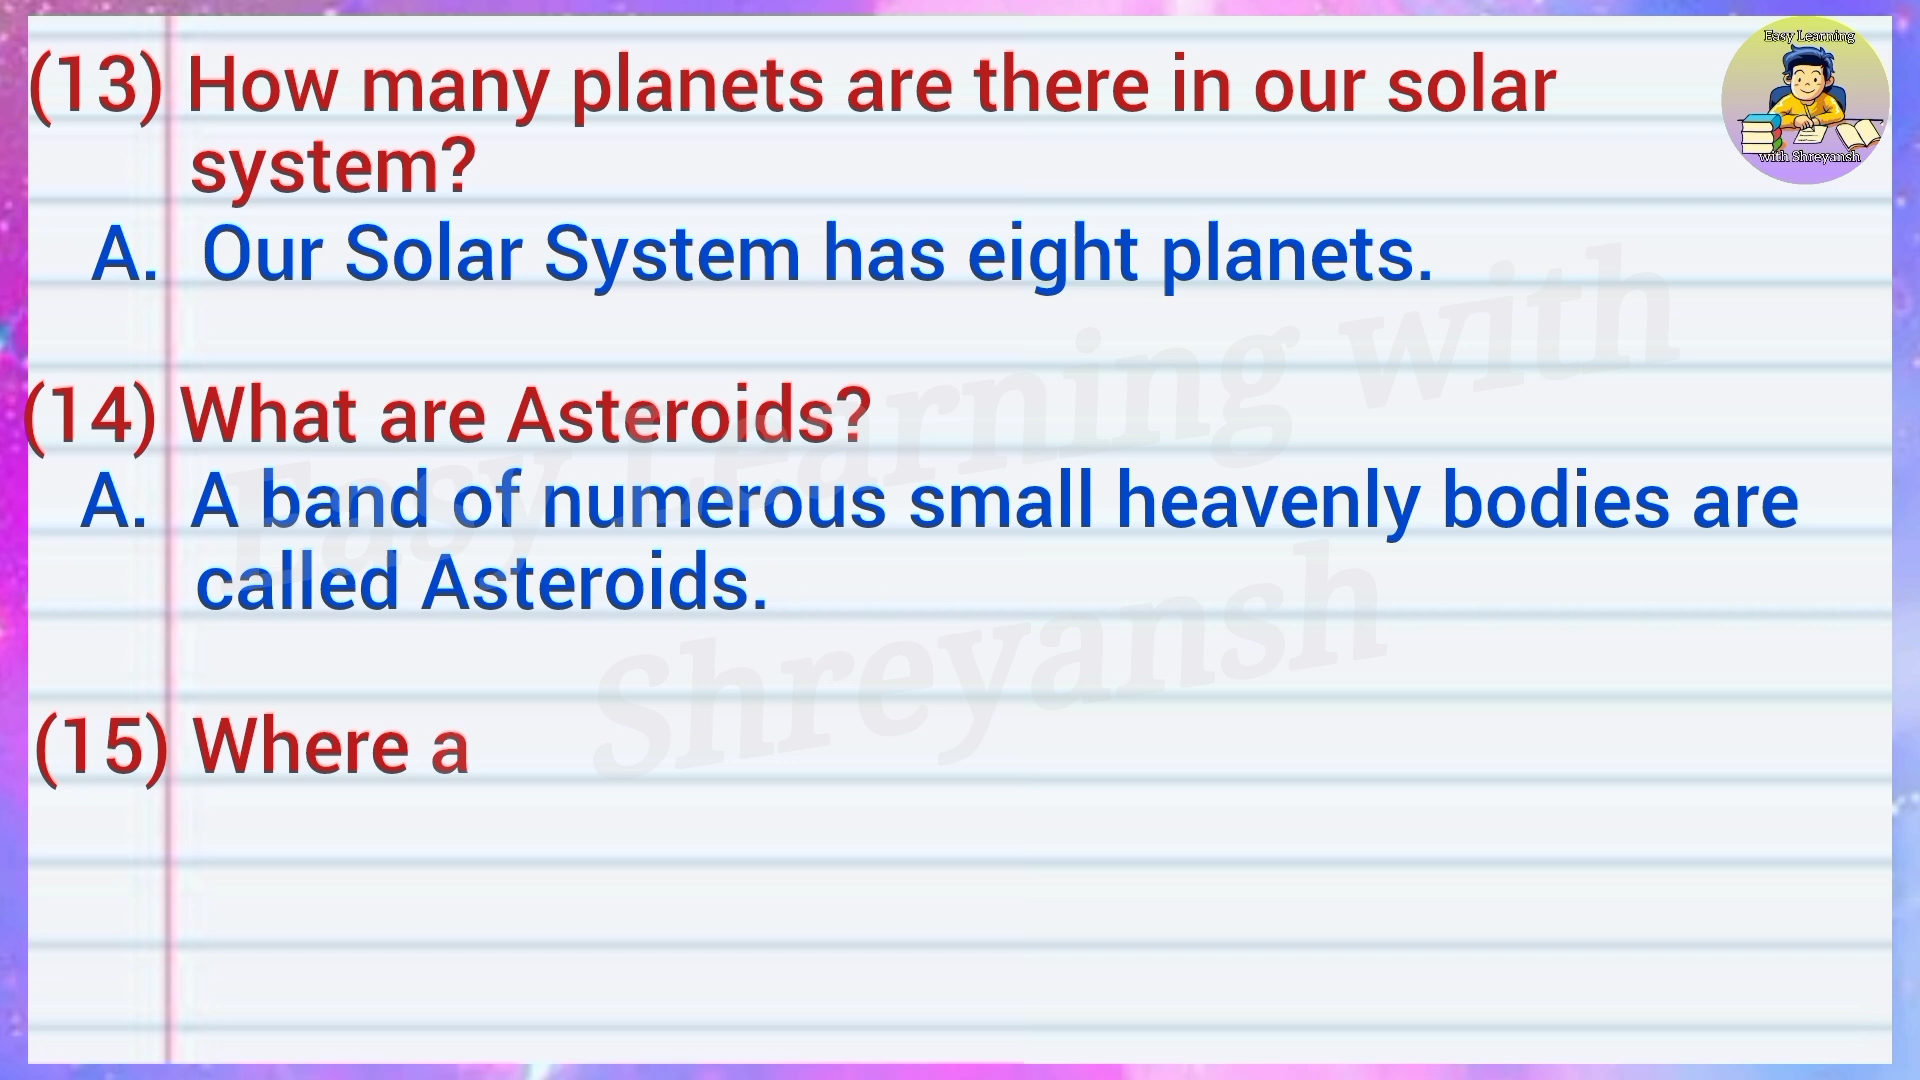 (13) How many planets are there in our solar
system?
A. Our Solar System has eight planets.
(14) What are Asteroids?
A. A band of numerous small heavenly bodies are
called Asteroids.
(15) Where a
Easy Learning
with Shreyansh
Easy Learning with
Shreyansh